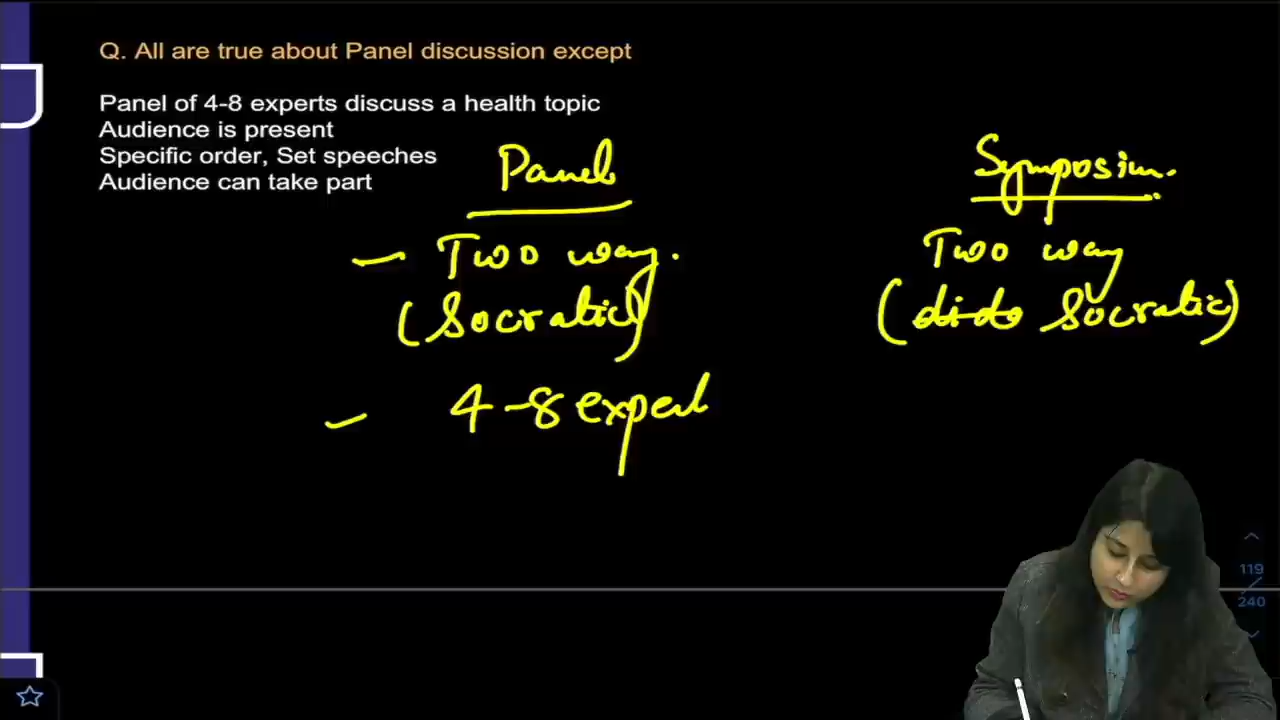 Q. All are true about Panel discussion except
Panel of 4-8 experts discuss a health topic
Audience is present
Specific order, Set speeches
Audience can take part
Panel
Symposim.
– Two way.
Two way
(Socratic)
(dido Socratic)
– 4-8 expert
119
240